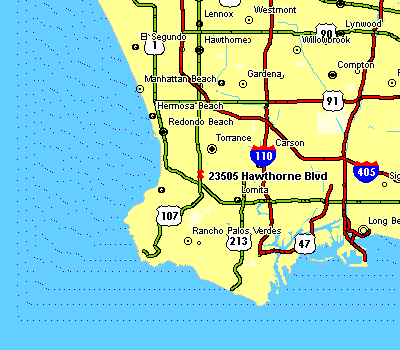 Westmont
Lennox
Lynwood
90
El Segundo
1
Hawthorne
Willowbrook
Compton
Gardena
Manhattan Beach
91
Hermosa Beach
Redondo Beach
Torrance
Carson
110
405
23505 Hawthorne Blvd
Sig
Lomita
107
Long Be
Rancho Palos Verdes
213
47